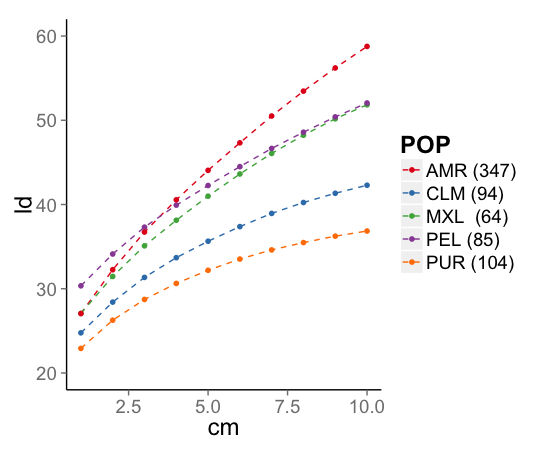 60
50
40
30
20
ld
2.5 5.0 7.5 10.0
cm
POP
AMR (347)
CLM (94)
MXL (64)
PEL (85)
PUR (104)